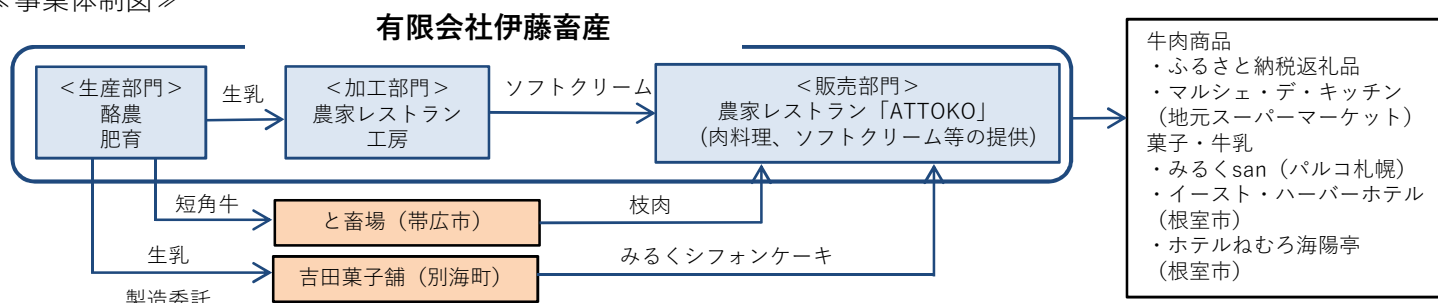 ≪事業体制図≫
有限会社伊藤畜産
＜生産部門＞
酪農
肥育
生乳
＜加工部門＞
農家レストラン
工房
ソフトクリーム
＜販売部門＞
農家レストラン「ATTOKO」
(肉料理、ソフトクリーム等の提供)
短角牛
と畜場（帯広市）
枝肉
生乳
製造委託
吉田菓子舗（別海町）
みるくシフォンケーキ
牛肉商品
・ふるさと納税返礼品
・マルシェ・デ・キッチン
（地元スーパーマーケット）
菓子・牛乳
・みるくsan（パルコ札幌）
・イースト・ハーバーホテル
（根室市）
・ホテルねむろ海陽亭
（根室市）